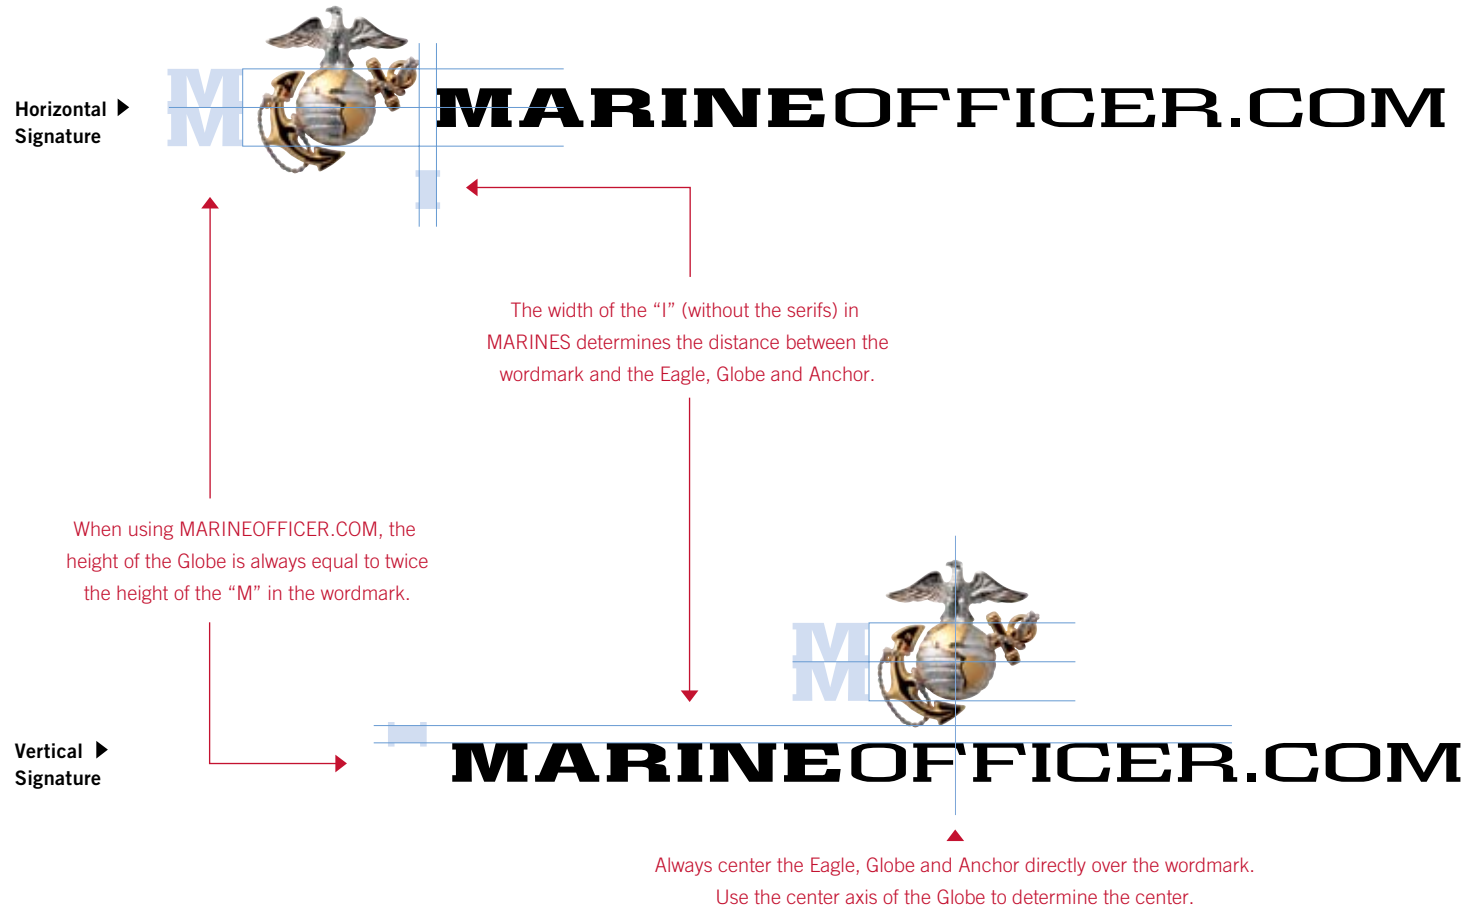 MARINEOFFICER.COM
Horizontal
Signature
M
M
I
The width of the “I” (without the serifs) in
MARINES determines the distance between the
wordmark and the Eagle, Globe and Anchor.
When using MARINEOFFICER.COM, the
height of the Globe is always equal to twice
the height of the “M” in the wordmark.
M
M
I
Vertical
Signature
MARINEOFFICER.COM
Always center the Eagle, Globe and Anchor directly over the wordmark.
Use the center axis of the Globe to determine the center.